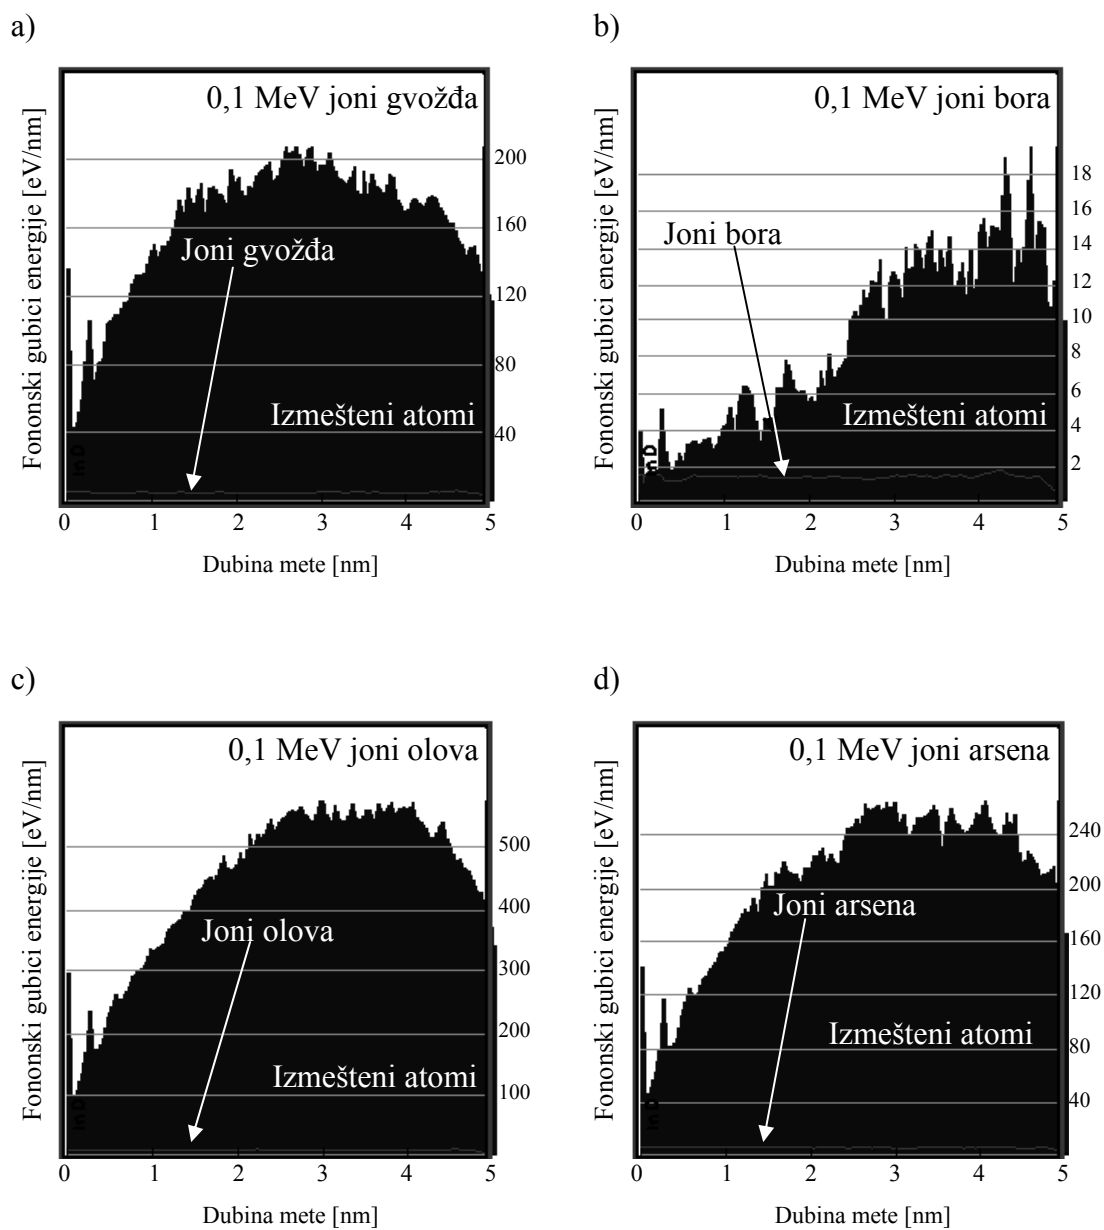 a)
0,1 MeV joni gvožđa
Fononski gubici energije [eV/nm]
Joni gvožđa
Izmešteni atomi
200
160
120
80
40
In D
0 1 2 3 4 5
Dubina mete [nm]
b)
0,1 MeV joni bora
Fononski gubici energije [eV/nm]
Joni bora
Izmešteni atomi
18
16
14
12
10
8
6
4
2
In D
0 1 2 3 4 5
Dubina mete [nm]
c)
0,1 MeV joni olova
Fononski gubici energije [eV/nm]
Joni olova
Izmešteni atomi
500
400
300
200
100
In D
0 1 2 3 4 5
Dubina mete [nm]
d)
0,1 MeV joni arsena
Fononski gubici energije [eV/nm]
Joni arsena
Izmešteni atomi
240
200
160
120
80
40
In D
0 1 2 3 4 5
Dubina mete [nm]